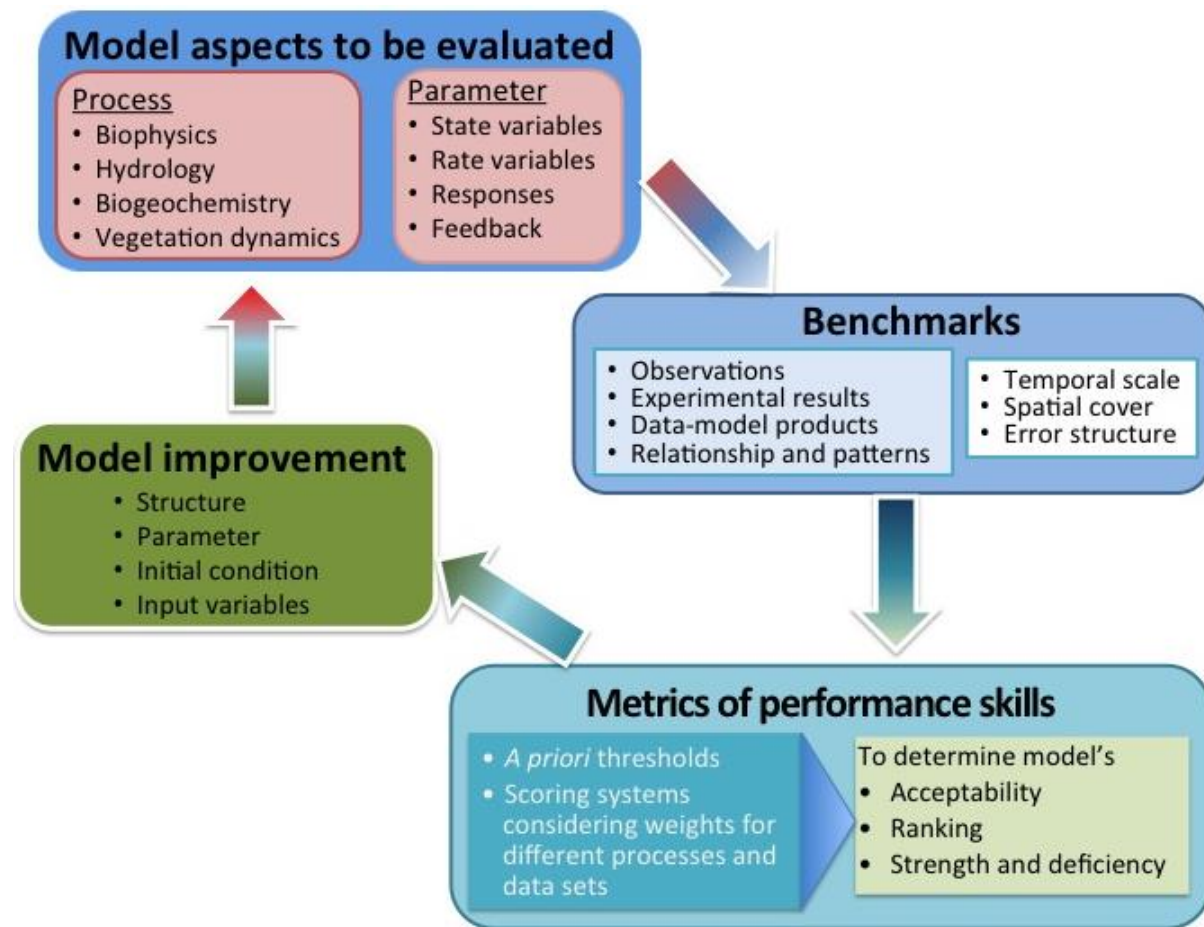 Model aspects to be evaluated
Process
• Biophysics
• Hydrology
• Biogeochemistry
• Vegetation dynamics
Parameter
• State variables
• Rate variables
• Responses
• Feedback
Benchmarks
• Observations
• Experimental results
• Data-model products
• Relationship and patterns
• Temporal scale
• Spatial cover
• Error structure
Metrics of performance skills
• A priori thresholds
• Scoring systems
considering weights for
different processes and
data sets
To determine model's
• Acceptability
• Ranking
• Strength and deficiency
Model improvement
• Structure
• Parameter
• Initial condition
• Input variables